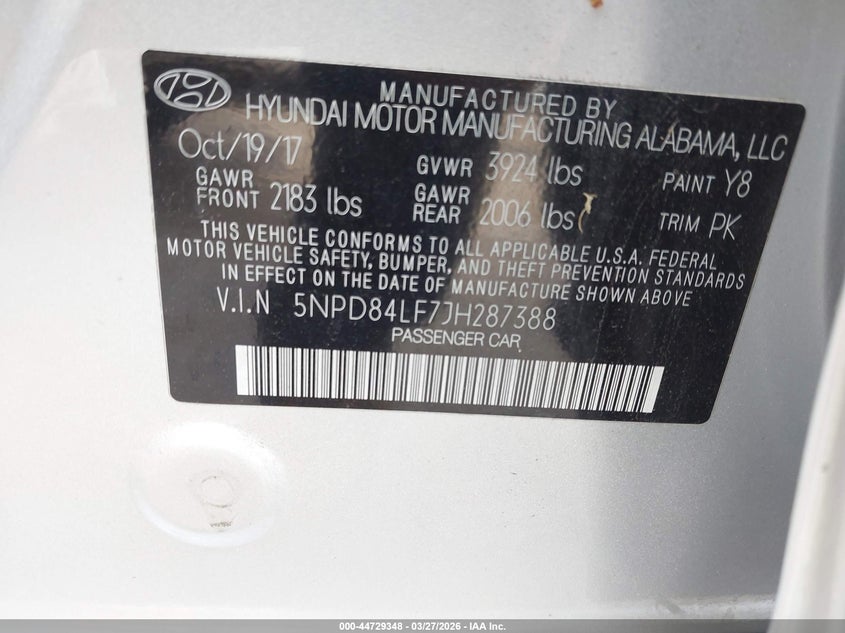 MANUFACTURED BY
HYUNDAI MOTOR MANUFACTURING ALABAMA, LLC
Oct/19/17 GVWR 3924 lbs PAINT Y8
GAWR FRONT 2183 lbs GAWR REAR 2006 lbs TRIM PK
THIS VEHICLE CONFORMS TO ALL APPLICABLE U.S.A. FEDERAL
MOTOR VEHICLE SAFETY, BUMPER, AND THEFT PREVENTION STANDARDS
IN EFFECT ON THE DATE OF MANUFACTURE SHOWN ABOVE
V.I.N 5NPD84LF7JH287388
PASSENGER CAR
000-44729348 - 03/27/2026 - IAA Inc.